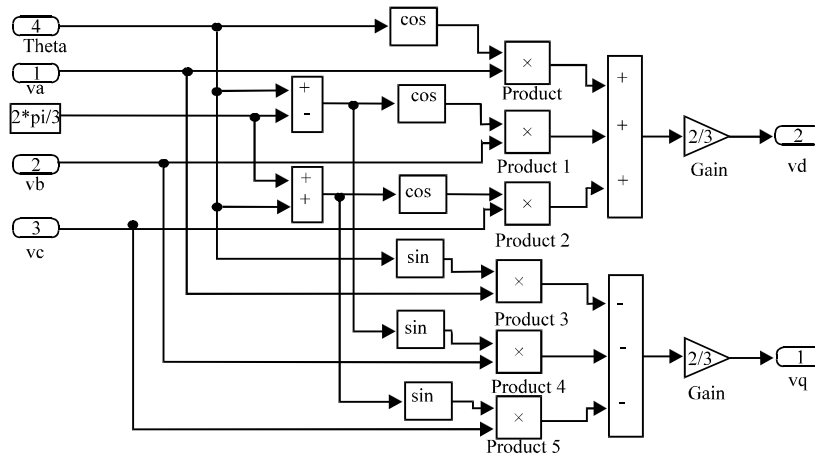 4
Theta
cos
×
Product
1
va
+
-
cos
×
Product 1
2*pi/3
2
vb
+
+
cos
×
Product 2
3
vc
+
+
+
2/3
Gain
2
vd
sin
×
Product 3
sin
×
Product 4
sin
×
Product 5
-
-
-
2/3
Gain
1
vq